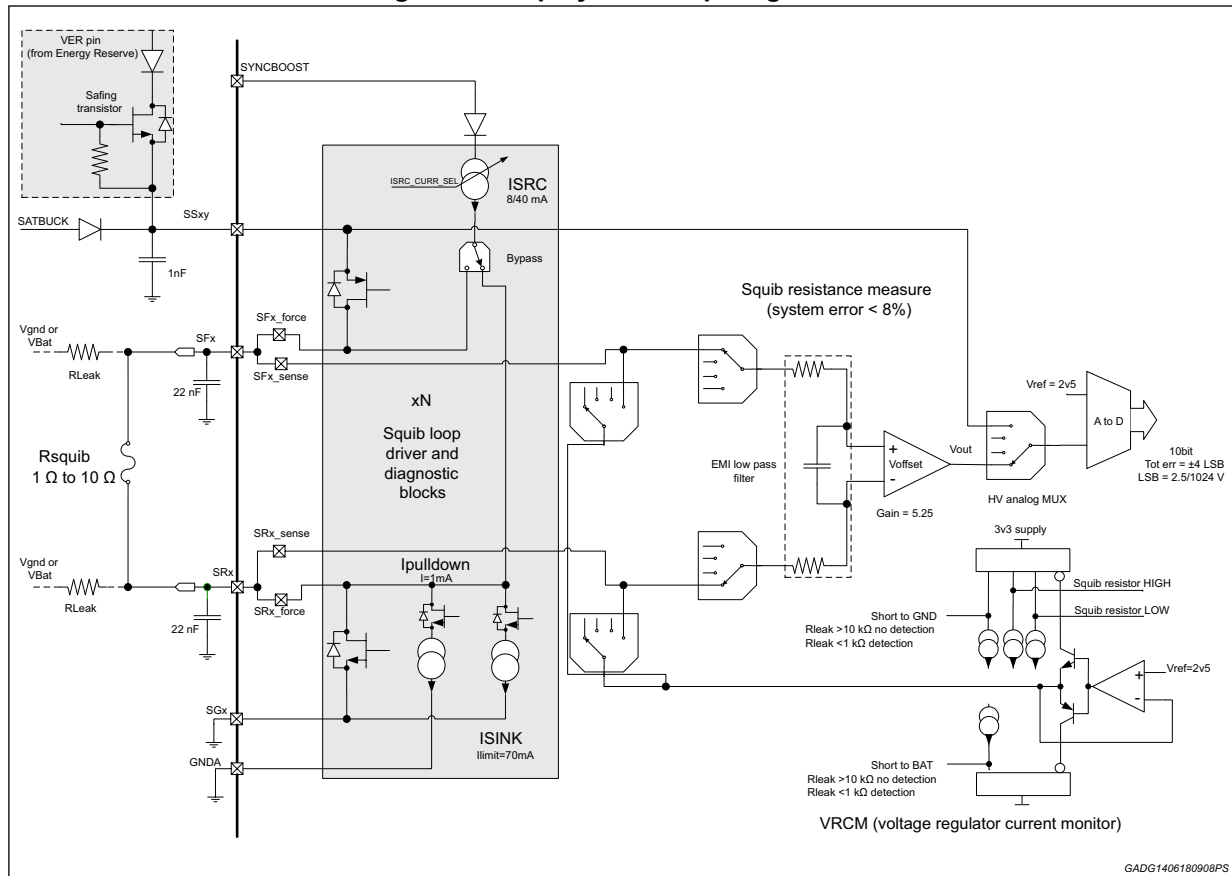 VER pin
(from Energy Reserve)
Safing
transistor
SYNCBOOST
ISRC_CURR_SEL
ISRC
8/40 mA
SATBUCK
SSxy
1nF
Bypass
Squib resistance measure
(system error < 8%)
Vgnd or
VBat
RLeak
SFx
22 nF
SFx_force
SFx_sense
xN
Squib loop
driver and
diagnostic
blocks
Rsquib
1 Ω to 10 Ω
EMI low pass
filter
+
Voffset
-
Gain = 5.25
Vout
HV analog MUX
Vref = 2v5
A to D
10bit
Tot err = ±4 LSB
LSB = 2.5/1024 V
Vgnd or
VBat
RLeak
SRx
22 nF
SRx_sense
SRx_force
Ipulldown
I=1mA
3v3 supply
Squib resistor HIGH
Squib resistor LOW
Short to GND
Rleak >10 kΩ no detection
Rleak <1 kΩ detection
+
-
Vref=2v5
SGx
GNDA
ISINK
Ilimit=70mA
Short to BAT
Rleak >10 kΩ no detection
Rleak <1 kΩ detection
VRCM (voltage regulator current monitor)
GADG1406180908PS